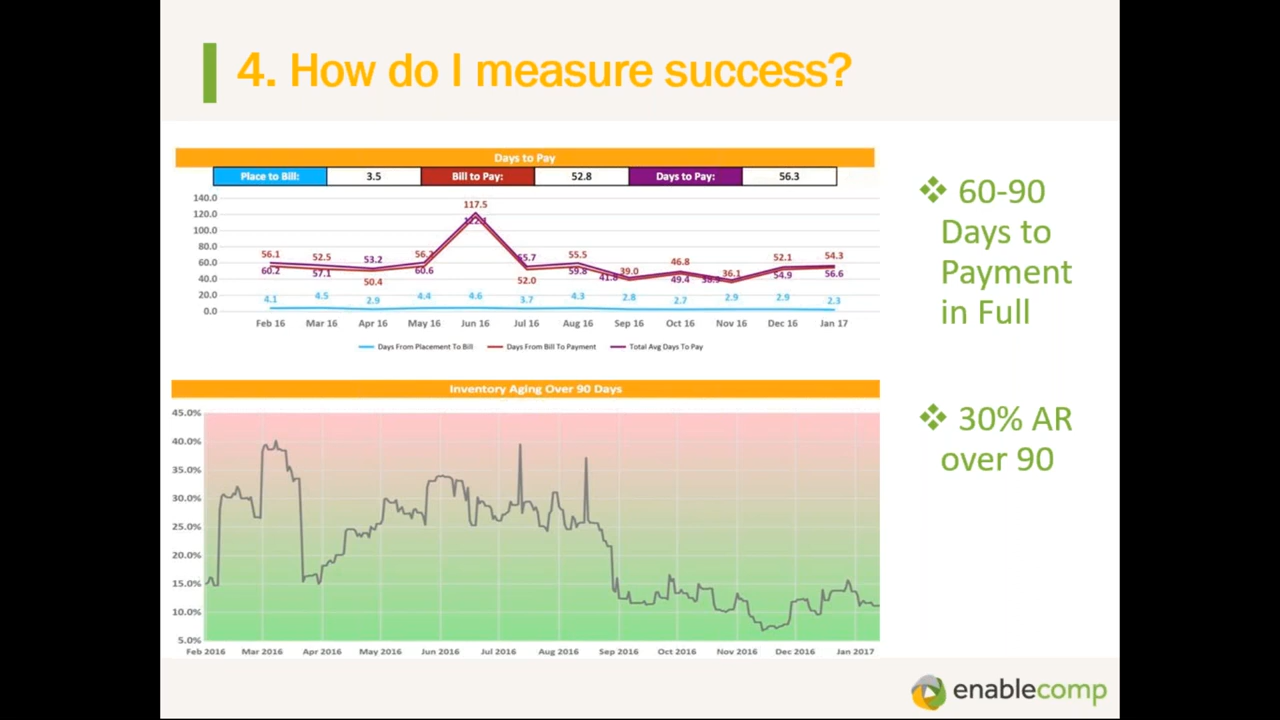 4. How do I measure success?
Days to Pay
Place to Bill: 3.5 Bill to Pay: 52.8 Days to Pay: 56.3
140.0
120.0
100.0
80.0
60.0
40.0
20.0
0.0
117.5
56.1 52.5 53.2 55.5 39.0 46.8 36.1 52.1 54.3
60.2 57.1 50.4 60.6 52.0 59.8 49.4 54.9 56.6
4.1 4.5 2.9 4.4 4.6 3.7 4.3 2.8 2.7 2.9 2.9 2.3
Feb 16 Mar 16 Apr 16 May 16 Jun 16 Jul 16 Aug 16 Sep 16 Oct 16 Nov 16 Dec 16 Jan 17
Days From Placement To Bill Days From Bill To Payment Total Avg Days To Pay
Inventory Aging Over 90 Days
45.0%
40.0%
35.0%
30.0%
25.0%
20.0%
15.0%
10.0%
5.0%
Feb 2016 Mar 2016 Apr 2016 May 2016 Jun 2016 Jul 2016 Aug 2016 Sep 2016 Oct 2016 Nov 2016 Dec 2016 Jan 2017
❖ 60-90
Days to
Payment
in Full
❖ 30% AR
over 90
enablecomp